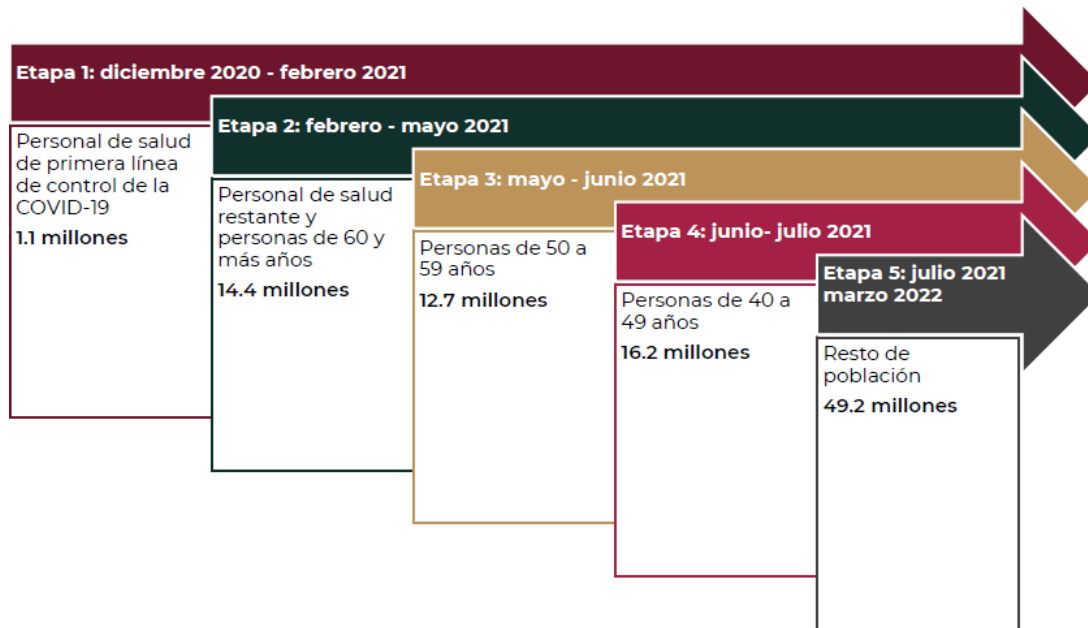 Etapa 1: diciembre 2020 - febrero 2021
Personal de salud
de primera línea
de control de la
COVID-19
1.1 millones
Etapa 2: febrero - mayo 2021
Personal de salud
restante y
personas de 60 y
más años
14.4 millones
Etapa 3: mayo - junio 2021
Personas de 50 a
59 años
12.7 millones
Etapa 4: junio- julio 2021
Personas de 40 a
49 años
16.2 millones
Etapa 5: julio 2021
marzo 2022
Resto de
población
49.2 millones